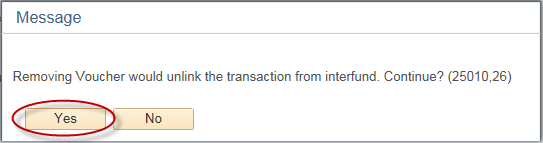 Message
Removing Voucher would unlink the transaction from interfund. Continue? (25010,26)
Yes No